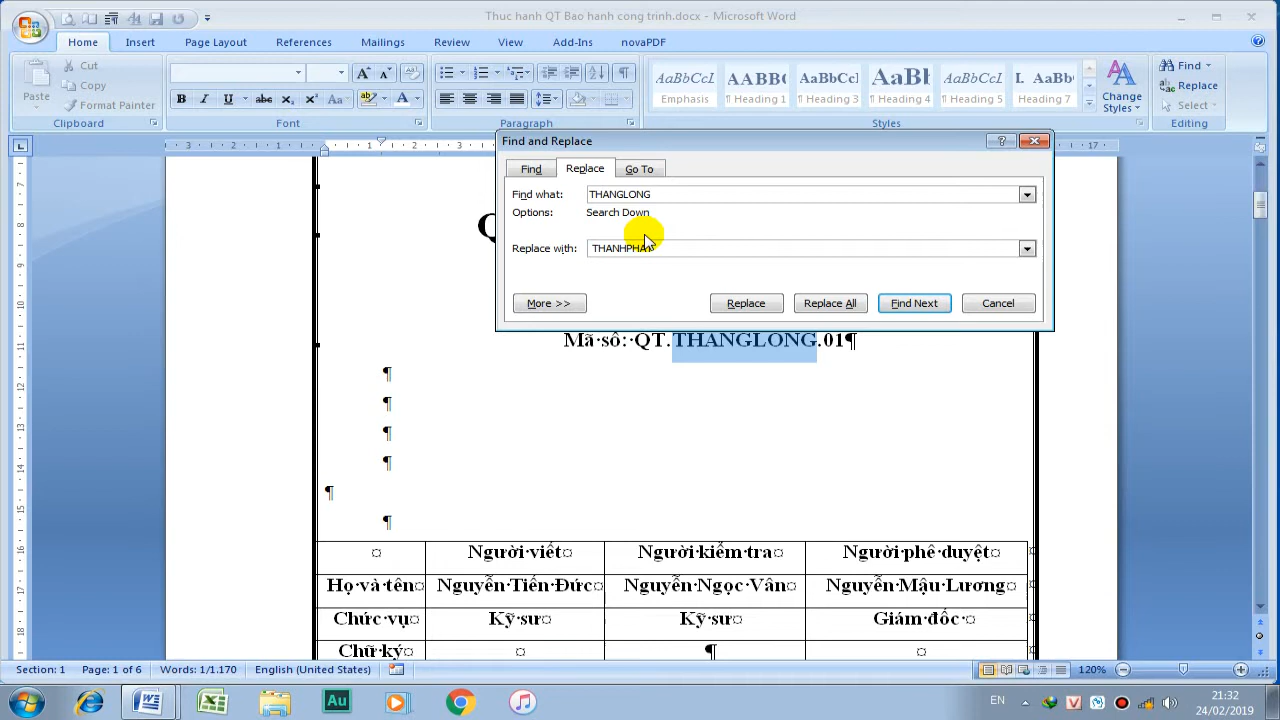 Thuc hanh QT Bao hanh cong trinh.docx - Microsoft Word
Home Insert Page Layout References Mailings Review View Add-Ins novaPDF
Paste
Cut
Copy
Format Painter
Clipboard
Font
Paragraph
AaBbCcL Emphasis
AABBC ¶ Heading 1
AaBbCcI ¶ Heading 3
AaBb ¶ Heading 4
AaBbCcL ¶ Heading 5
L AaBbC ¶ Heading 7
Change Styles
Styles
Find
Replace
Select
Editing
Find and Replace
Find Replace Go To
Find what: THANGLONG
Options: Search Down
Replace with:
More >> Replace Replace All Find Next Cancel
Mã·số:·QT.THANGLONG.01¶
¶
¶
¶
¶
¶
¶
¤ Người·viết¤ Người·kiểm·tra¤ Người·phê·duyệt¤
Họ·và·tên¤ Nguyễn·Tiến·Đức¤ Nguyễn·Ngọc·Vân¤ Nguyễn·Mậu·Lương¤
Chức·vụ¤ Kỹ·sư¤ Kỹ·sư¤ Giám·đốc·¤
Chữ·ký¤ ¤ ¶ ¤
Section: 1 Page: 1 of 6 Words: 1/1.170 English (United States) 120%
EN 21:32
24/02/2019